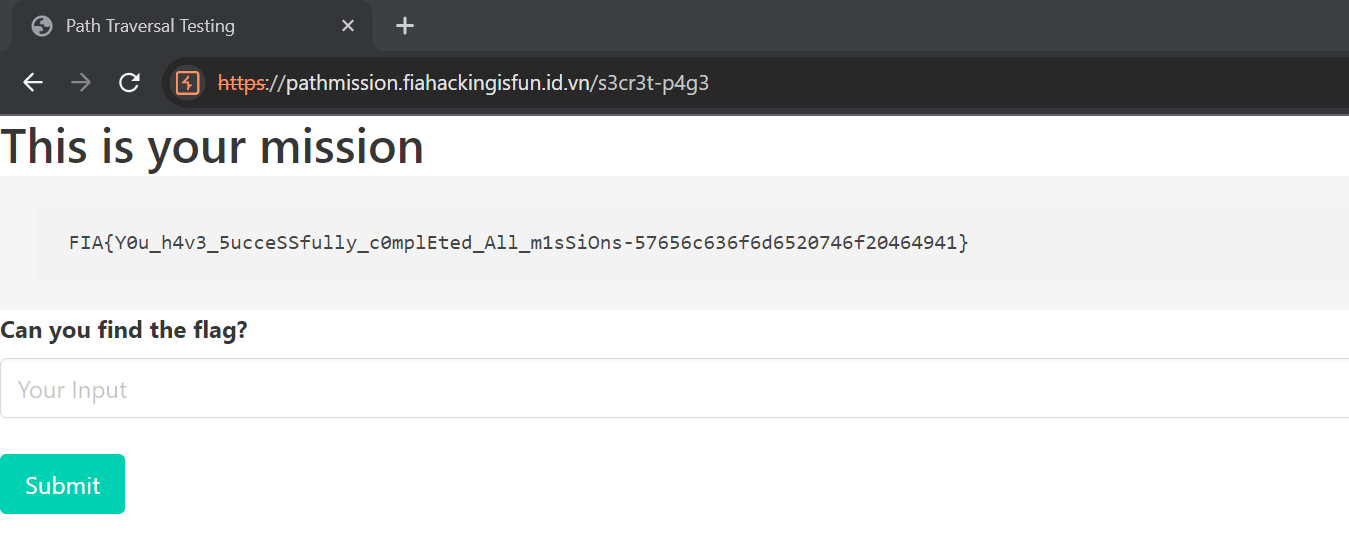 Path Traversal Testing
https://pathmission.fiahackingisfun.id.vn/s3cr3t-p4g3
This is your mission
FIA{Y0u_h4v3_5ucceSSfully_c0mplEted_All_m1sSiOns-57656c636f6d6520746f20464941}
Can you find the flag?
Your Input
Submit